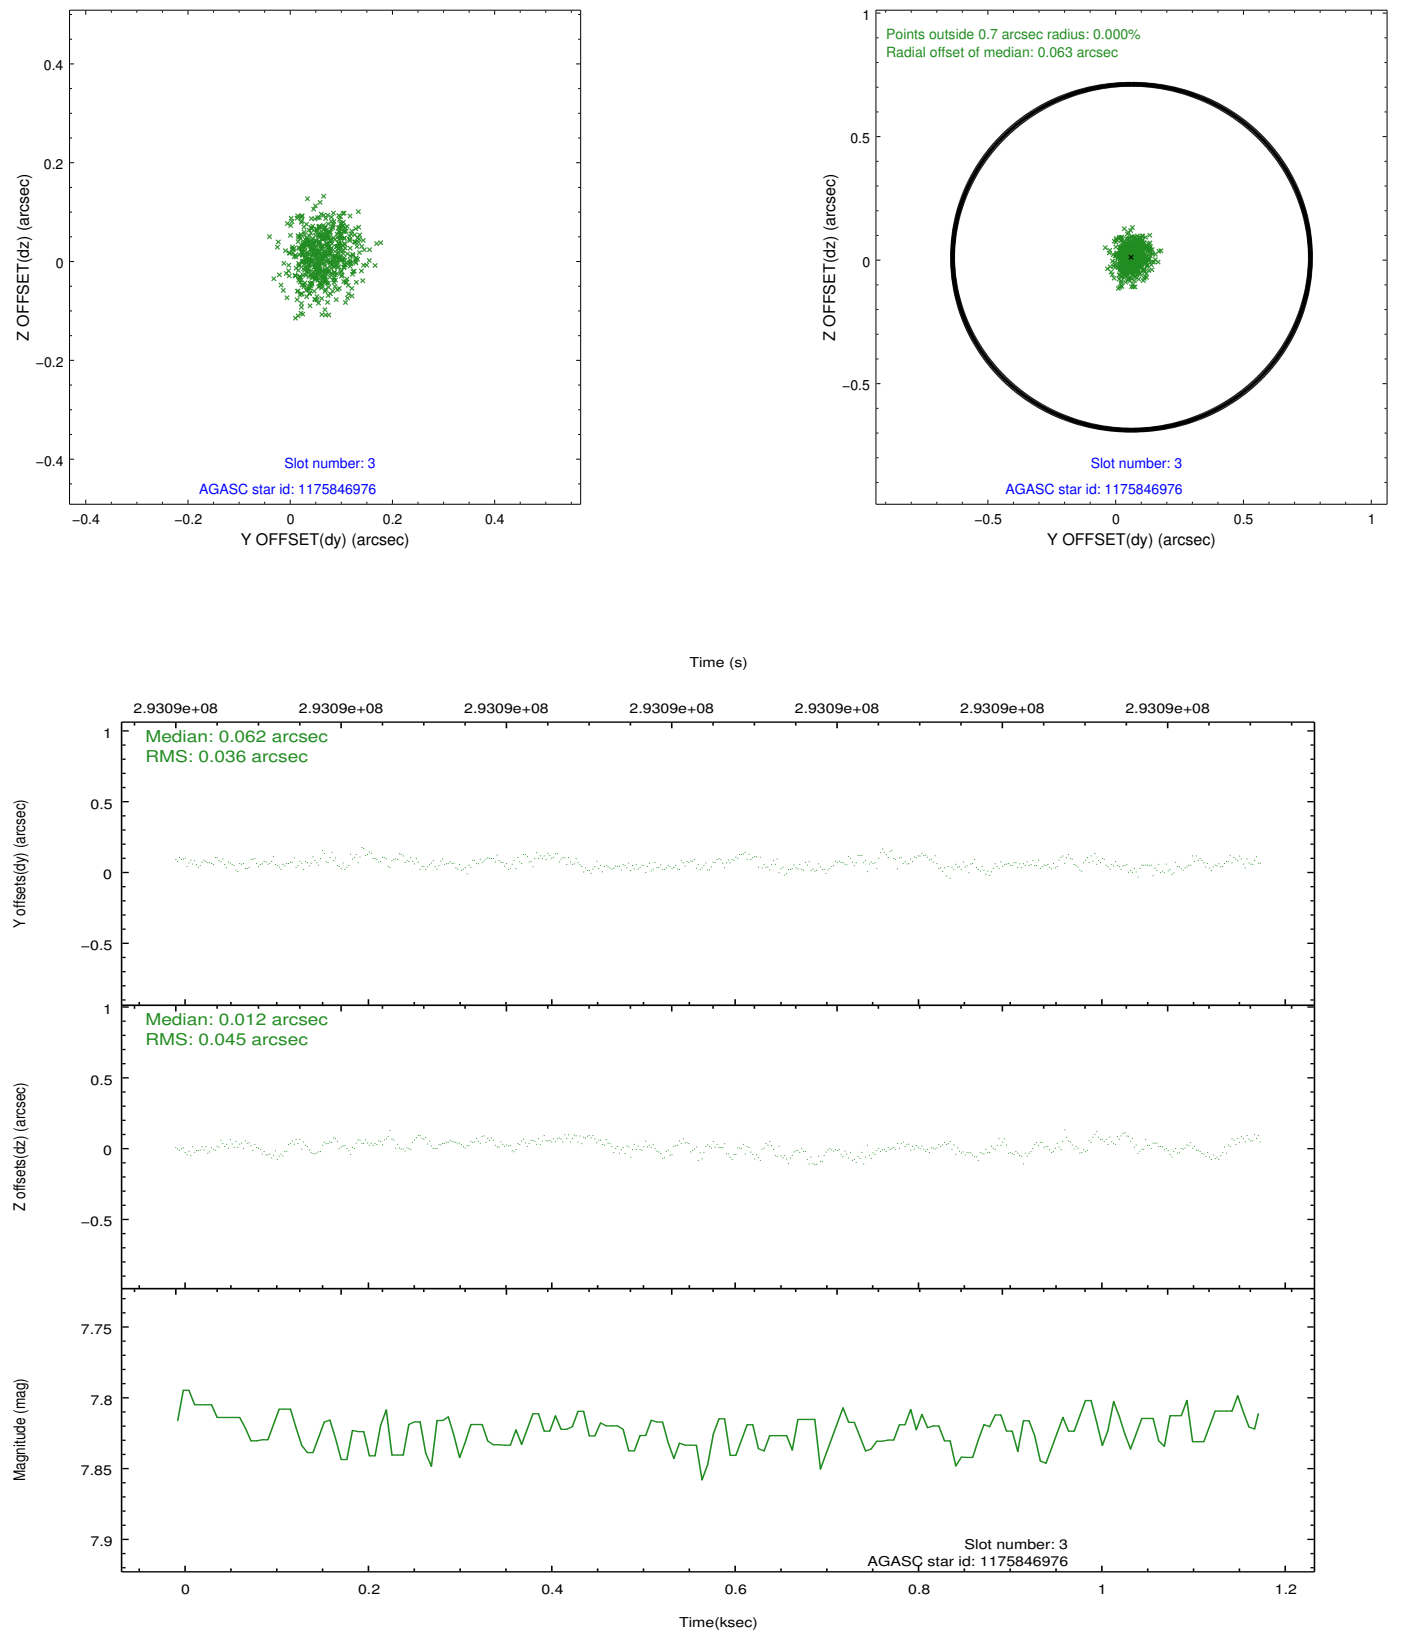 0.4
0.2
0
−0.2
−0.4
Z OFFSET(dz) (arcsec)
Slot number: 3
AGASC star id: 1175846976
−0.4 −0.2 0 0.2 0.4
Y OFFSET(dy) (arcsec)
1
0.5
0
−0.5
Z OFFSET(dz) (arcsec)
Points outside 0.7 arcsec radius: 0.000%
Radial offset of median: 0.063 arcsec
Slot number: 3
AGASC star id: 1175846976
−0.5 0 0.5 1
Y OFFSET(dy) (arcsec)
Time (s)
2.9309e+08 2.9309e+08 2.9309e+08 2.9309e+08 2.9309e+08 2.9309e+08 2.9309e+08
Median: 0.062 arcsec
RMS: 0.036 arcsec
1
0.5
0
−0.5
Y offsets(dy) (arcsec)
Median: 0.012 arcsec
RMS: 0.045 arcsec
1
0.5
0
−0.5
Z offsets(dz) (arcsec)
7.75
7.8
7.85
7.9
Magnitude (mag)
Slot number: 3
AGASC star id: 1175846976
0 0.2 0.4 0.6 0.8 1 1.2
Time(ksec)